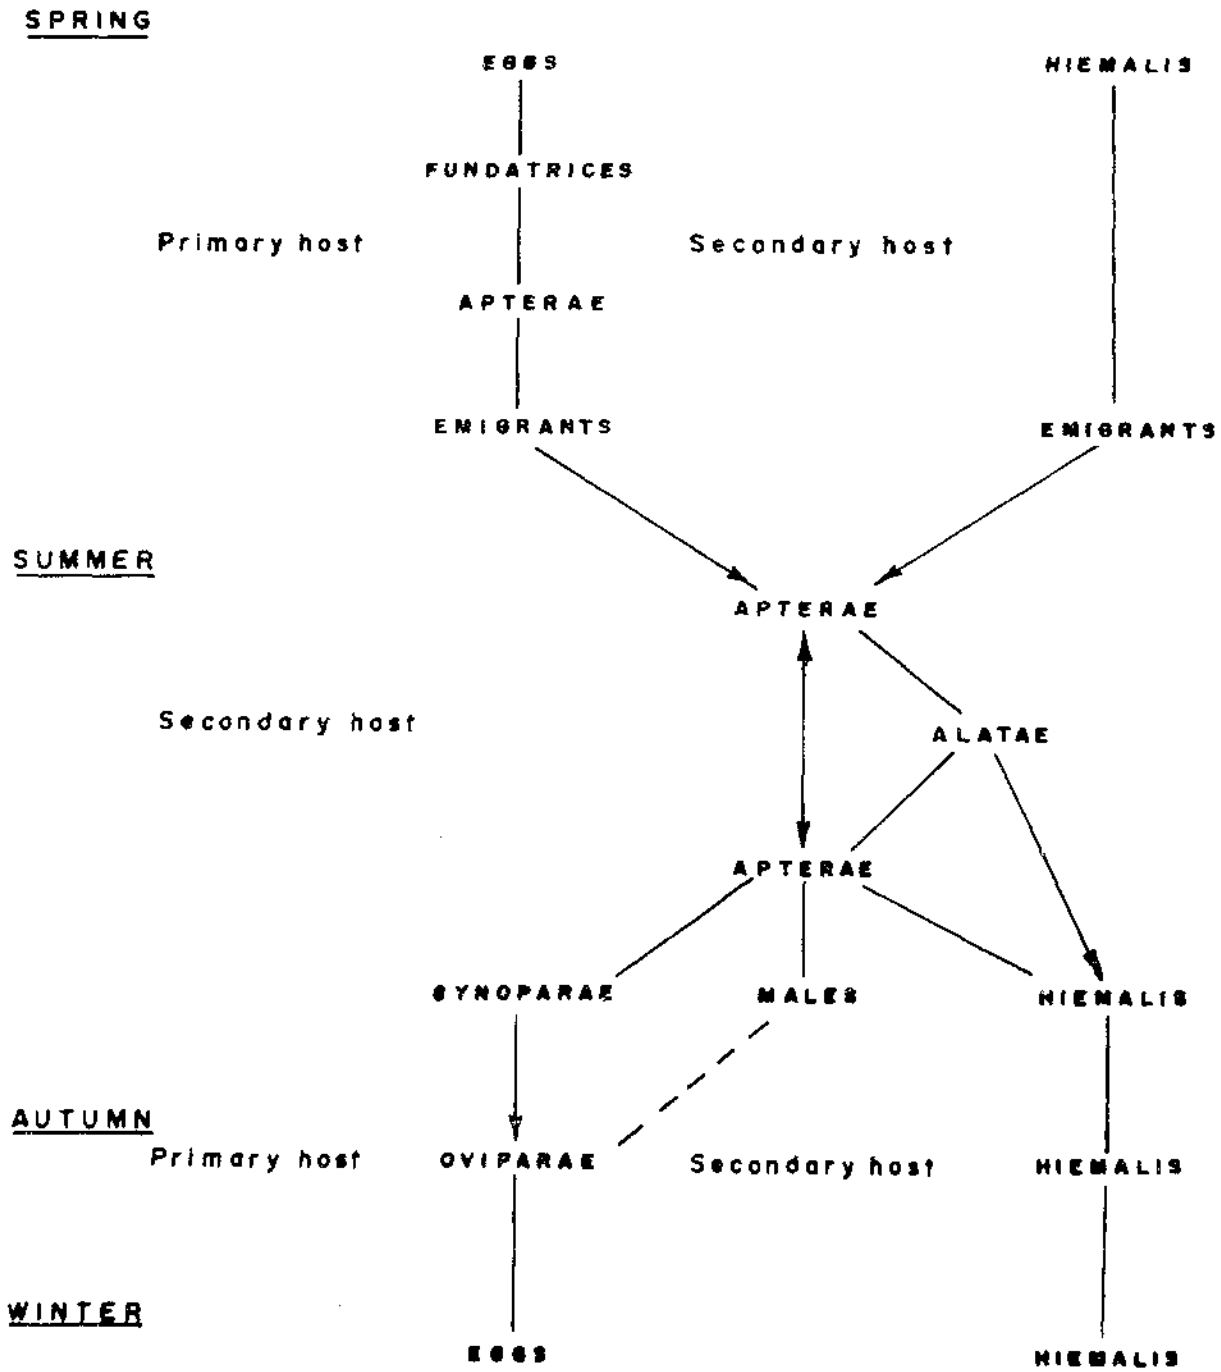 SPRING
EGGS HIEMALIS
FUNDATRICES
Primary host Secondary host
APTERAE
EMIGRANTS EMIGRANTS
SUMMER
APTERAE
Secondary host
ALATAE
APTERAE
GYNOPARAE MALES HIEMALIS
AUTUMN
Primary host OVIPARAE Secondary host HIEMALIS
WINTER
EGGS HIEMALIS